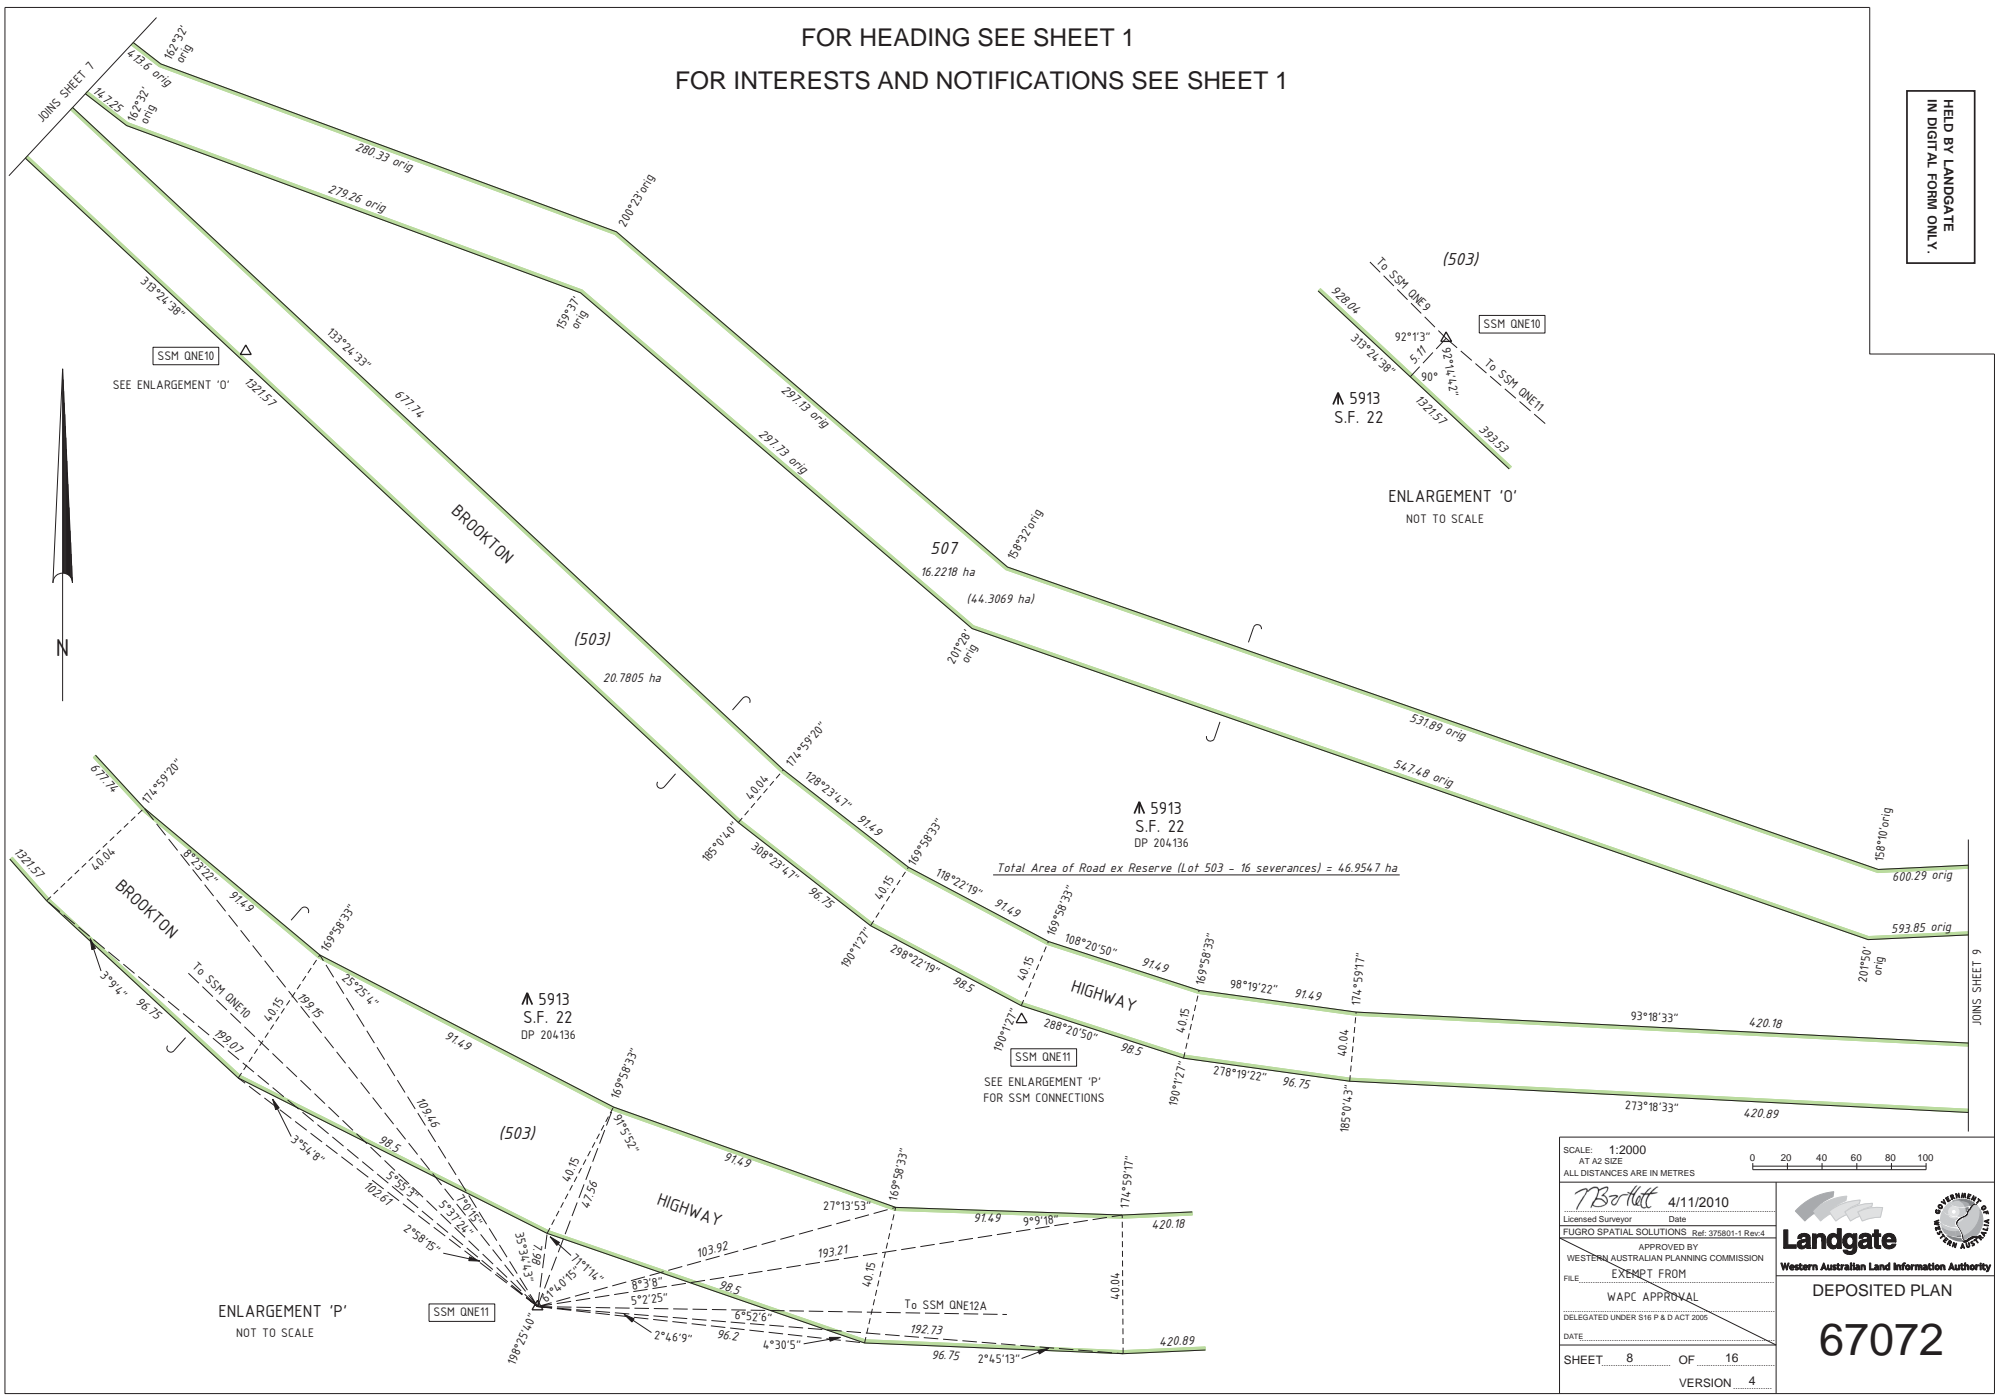 FOR HEADING SEE SHEET 1
FOR INTERESTS AND NOTIFICATIONS SEE SHEET 1
HELD BY LANDGATE
IN DIGITAL FORM ONLY.
JOINS SHEET 7
413.6 orig
162°32'
orig
147.25
162°32'
orig
280.33 orig
279.26 orig
200°23'orig
159°37'
orig
313°24'38"
SSM QNE10
SEE ENLARGEMENT 'O'
1321.57
133°24'33"
677.74
297.13 orig
297.73 orig
(503)
To SSM QNE9
928.04
SSM QNE10
92°1'3"
5.11
313°24'38"
90°
92°14'42"
To SSM QNE11
5913
S.F. 22
1321.57
393.53
ENLARGEMENT 'O'
NOT TO SCALE
N
BROOKTON
507
16.2218 ha
(44.3069 ha)
158°32'orig
201°28'
orig
(503)
20.7805 ha
531.89 orig
547.48 orig
174°59'20"
40.04
128°23'47"
91.49
185°0'40"
308°23'47"
96.75
169°58'33"
40.15
118°22'19"
91.49
190°1'27"
298°22'19"
98.5
5913
S.F. 22
DP 204136
Total Area of Road ex Reserve (Lot 503 - 16 severances) = 46.9547 ha
169°58'33"
108°20'50"
91.49
40.15
HIGHWAY
190°1'27"
288°20'50"
98.5
SSM QNE11
SEE ENLARGEMENT 'P'
FOR SSM CONNECTIONS
169°58'33"
98°19'22"
91.49
40.15
190°1'27"
278°19'22"
96.75
174°59'17"
40.04
185°0'43"
93°18'33"
420.18
273°18'33"
420.89
158°10'orig
600.29 orig
593.85 orig
201°50'
orig
JOINS SHEET 9
677.74
174°59'20"
1321.57
40.04
8°23'22"
91.49
BROOKTON
169°58'33"
3°9'4"
96.75
To SSM QNE10
199.15
40.15
25°25'4"
199.07
91.49
5913
S.F. 22
DP 204136
109.46
169°58'33"
91°5'52"
(503)
3°54'8"
98.5
5°55'3"
102.61
5°37'24"
7°0'15"
2°58'15"
40.15
47.56
91.49
HIGHWAY
35°34'43"
7.98
71°1'14"
61°40'15"
27°13'53"
169°58'33"
91.49
9°9'18"
174°59'17"
420.18
103.92
193.21
40.15
8°3'8"
98.5
5°2'25"
To SSM QNE12A
40.04
6°52'6"
192.73
2°46'9"
96.2
4°30'5"
96.75
2°45'13"
420.89
198°25'40"
SSM QNE11
ENLARGEMENT 'P'
NOT TO SCALE
SCALE: 1:2000
AT A2 SIZE
ALL DISTANCES ARE IN METRES
0 20 40 60 80 100
4/11/2010
Licensed Surveyor Date
FUGRO SPATIAL SOLUTIONS Ref: 375801-1 Rev:4
APPROVED BY
WESTERN AUSTRALIAN PLANNING COMMISSION
FILE EXEMPT FROM
WAPC APPROVAL
DELEGATED UNDER S16 P & D ACT 2005
DATE
SHEET 8 OF 16
VERSION 4
Landgate
Western Australian Land Information Authority
GOVERNMENT OF
WESTERN AUSTRALIA
DEPOSITED PLAN
67072